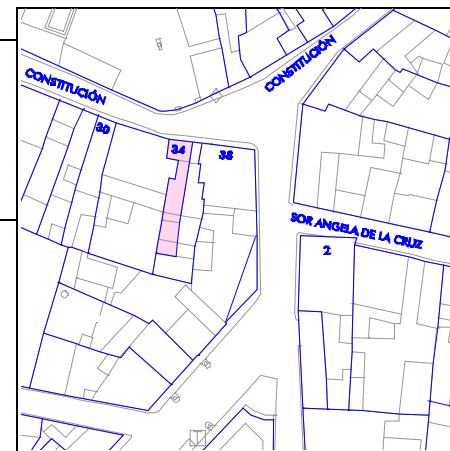 CONSTITUCIÓN
CONSTITUCIÓN
30
34
38
SOR ANGELA DE LA CRUZ
2